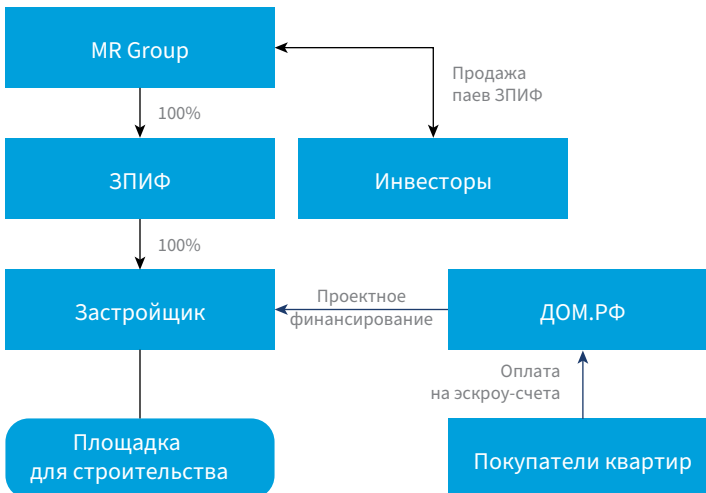 MR Group
Продажа
паев ЗПИФ
100%
ЗПИФ
Инвесторы
100%
Застройщик
Проектное
финансирование
ДОМ.РФ
Оплата
на эскроу-счета
Площадка
для строительства
Покупатели квартир